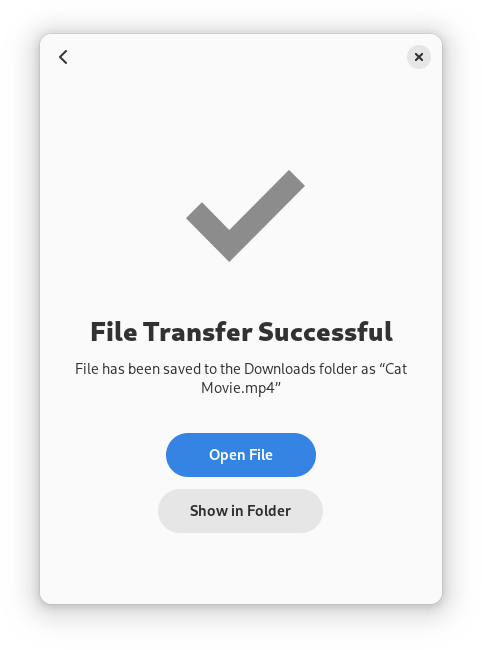 File Transfer Successful
File has been saved to the Downloads folder as “Cat
Movie.mp4”
Open File
Show in Folder